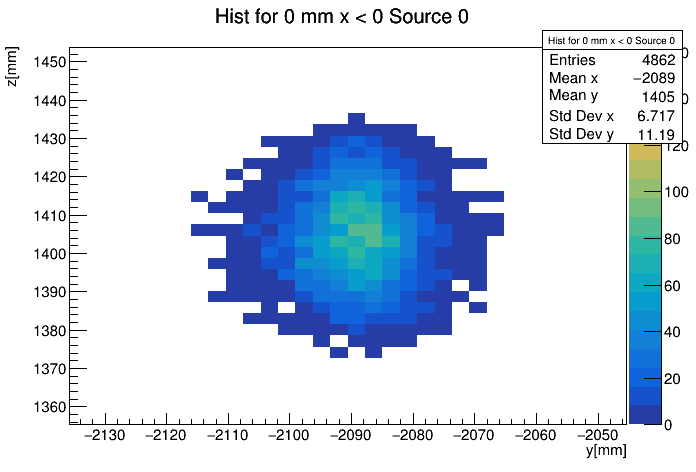 Hist for 0 mm x < 0 Source 0
Hist for 0 mm x < 0 Source 0
Entries 4862
Mean x −2089
Mean y 1405
Std Dev x 6.717
Std Dev y 11.19
z[mm]
1450
1440
1430
1420
1410
1400
1390
1380
1370
1360
−2130 −2120 −2110 −2100 −2090 −2080 −2070 −2060 −2050
y[mm]
120
100
80
60
40
20
0